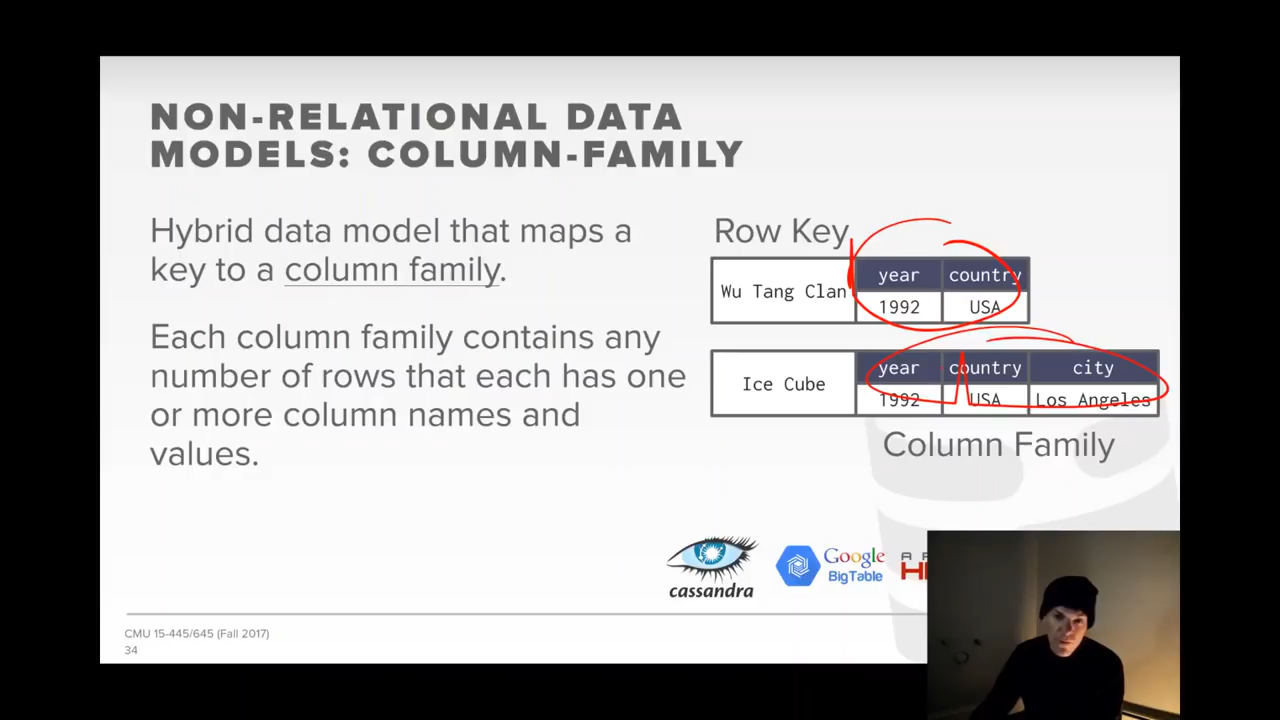 NON-RELATIONAL DATA
MODELS: COLUMN-FAMILY
Hybrid data model that maps a
key to a column family.
Each column family contains any
number of rows that each has one
or more column names and
values.
Row Key
year country
Wu Tang Clan
1992 USA
year country city
Ice Cube
1992 USA Los Angeles
Column Family
cassandra
Google
BigTable
CMU 15-445/645 (Fall 2017)
34